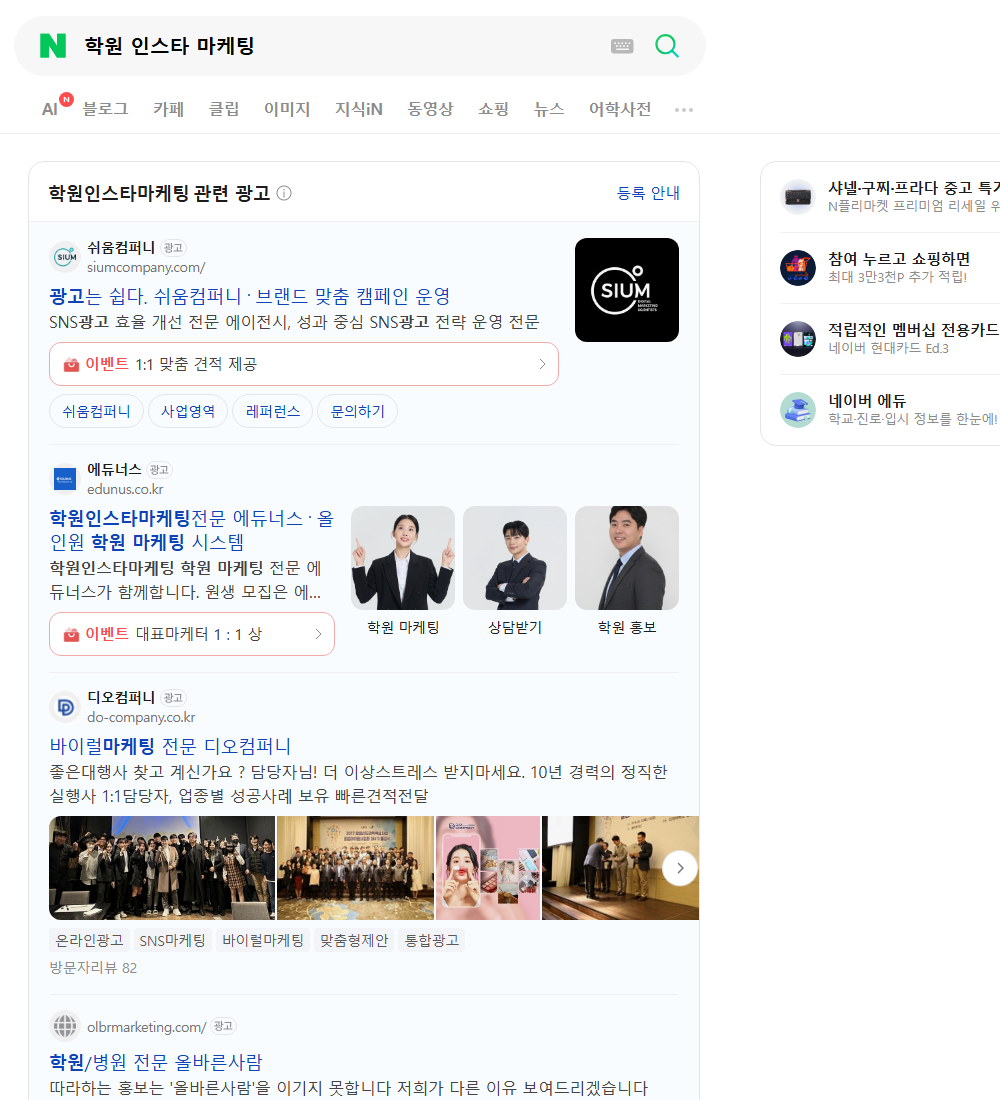 학원 인스타 마케팅
AI N 블로그 카페 클립 이미지 지식iN 동영상 쇼핑 뉴스 어학사전
학원인스타마케팅 관련 광고 등록 안내
쉬움컴퍼니 광고
siumcompany.com/
광고는 쉽다. 쉬움컴퍼니 · 브랜드 맞춤 캠페인 운영
SNS광고 효율 개선 전문 에이전시, 성과 중심 SNS광고 전략 운영 전문
이벤트 1:1 맞춤 견적 제공
쉬움컴퍼니 사업영역 레퍼런스 문의하기
SIUM
DIGITAL
MARKETING
SCIENTISTS
에듀너스 광고
edunus.co.kr
학원인스타마케팅전문 에듀너스 · 올
인원 학원 마케팅 시스템
학원인스타마케팅 학원 마케팅 전문 에
듀너스가 함께합니다. 원생 모집은 에...
이벤트 대표마케터 1 : 1 상
학원 마케팅 상담받기 학원 홍보
디오컴퍼니 광고
do-company.co.kr
바이럴마케팅 전문 디오컴퍼니
좋은대행사 찾고 계신가요 ? 담당자님! 더 이상스트레스 받지마세요. 10년 경력의 정직한
실행사 1:1담당자, 업종별 성공사례 보유 빠른견적전달
온라인광고 SNS마케팅 바이럴마케팅 맞춤형제안 통합광고
방문자리뷰 82
olbrmarketing.com/ 광고
학원/병원 전문 올바른사람
따라하는 홍보는 '올바른사람'을 이기지 못합니다 저희가 다른 이유 보여드리겠습니다
샤넬·구찌·프라다 중고 특가
N플리마켓 프리미엄 리세일 위
참여 누르고 쇼핑하면
최대 3만3천P 추가 적립!
적립적인 멤버십 전용카드
네이버 현대카드 Ed.3
네이버 에듀
학교·진로·입시 정보를 한눈에!